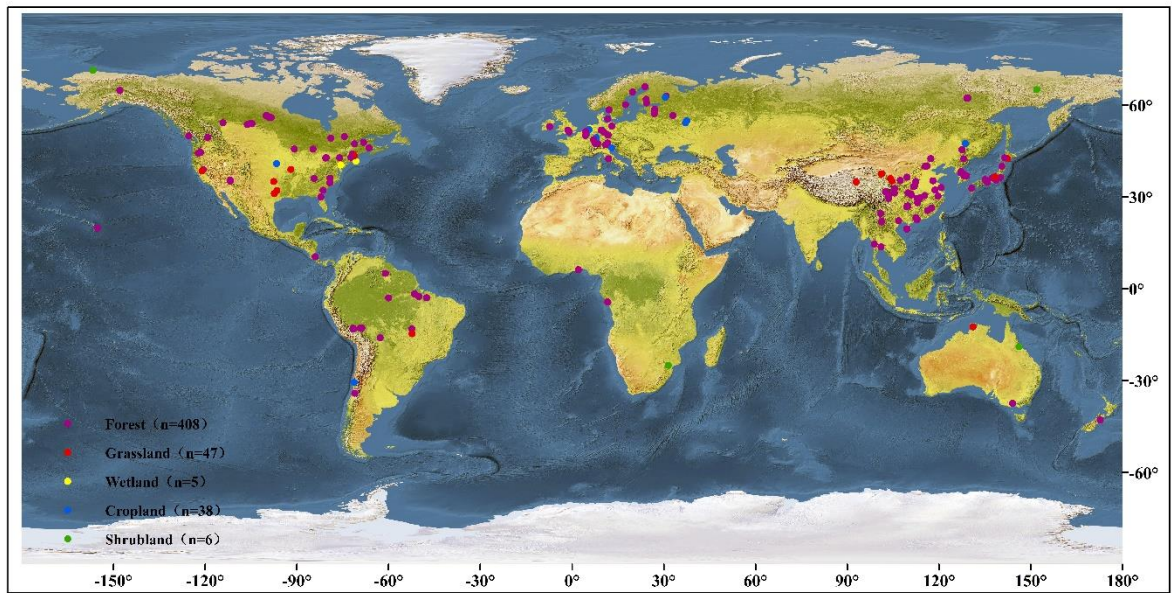 60°
30°
0°
-30°
-60°
Forest（n=408）
Grassland（n=47）
Wetland（n=5）
Cropland（n=38）
Shrubland（n=6）
-150° -120° -90° -60° -30° 0° 30° 60° 90° 120° 150° 180°